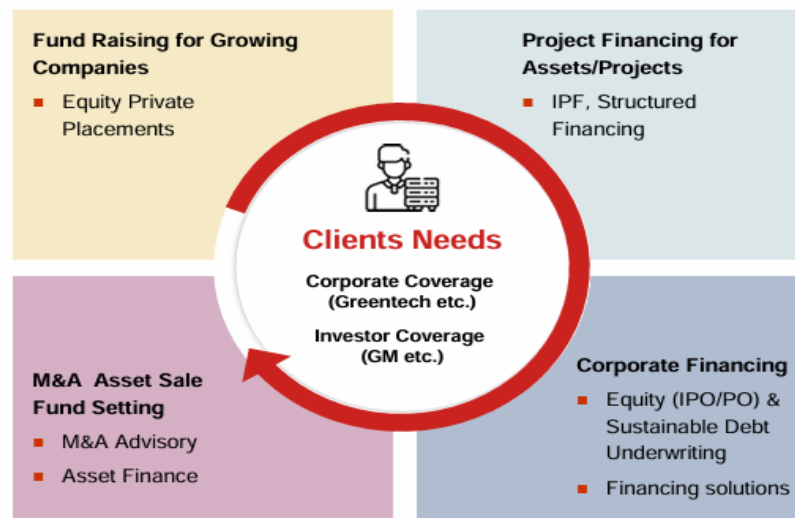 Fund Raising for Growing
Companies
Equity Private
Placements
Project Financing for
Assets/Projects
IPF, Structured
Financing
Clients Needs
Corporate Coverage
(Greentech etc.)
Investor Coverage
(GM etc.)
M&A Asset Sale
Fund Setting
M&A Advisory
Asset Finance
Corporate Financing
Equity (IPO/PO) &
Sustainable Debt
Underwriting
Financing solutions